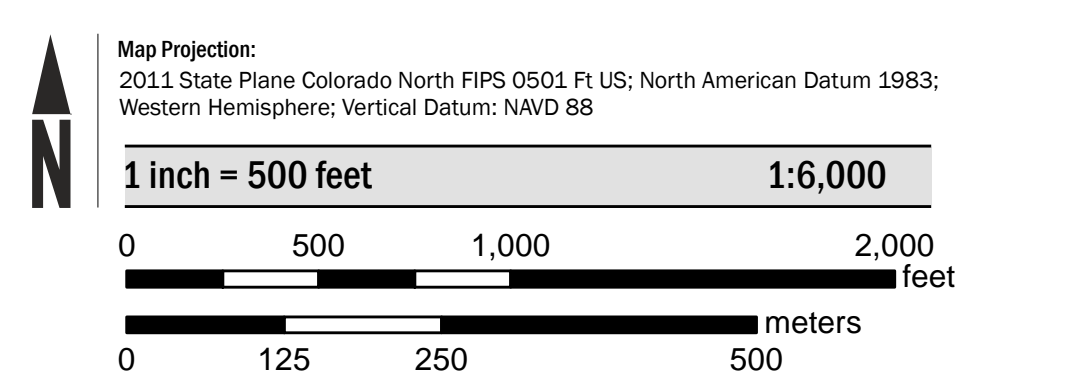 N
Map Projection:
2011 State Plane Colorado North FIPS 0501 Ft US; North American Datum 1983;
Western Hemisphere; Vertical Datum: NAVD 88
1 inch = 500 feet 1:6,000
0 500 1,000 2,000
feet
meters
0 125 250 500